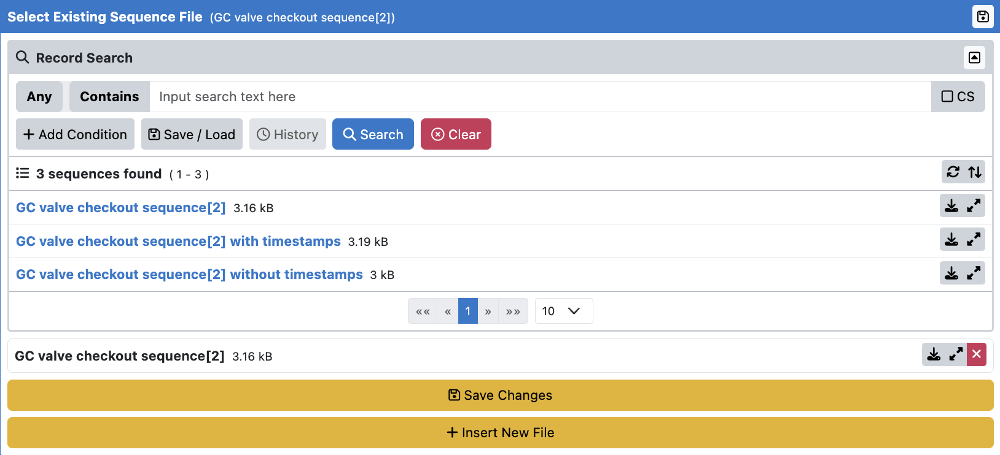 Select Existing Sequence File (GC valve checkout sequence[2])
Record Search
Any Contains Input search text here CS
Add Condition Save / Load History Search Clear
3 sequences found ( 1 - 3 )
GC valve checkout sequence[2] 3.16 kB
GC valve checkout sequence[2] with timestamps 3.19 kB
GC valve checkout sequence[2] without timestamps 3 kB
«« « 1 » »» 10
GC valve checkout sequence[2] 3.16 kB
Save Changes
+ Insert New File